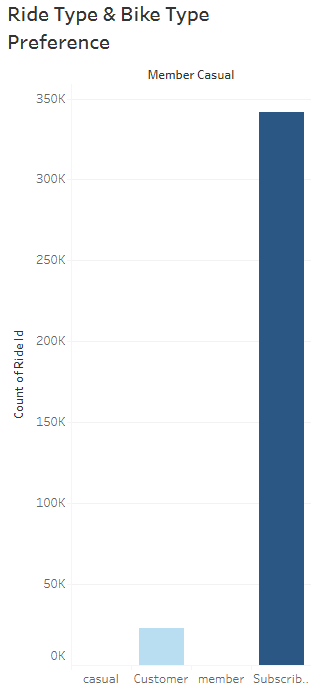 Ride Type & Bike Type
Preference
Member Casual
350K
300K
250K
200K
150K
100K
50K
0K
Count of Ride Id
casual Customer member Subscrib..